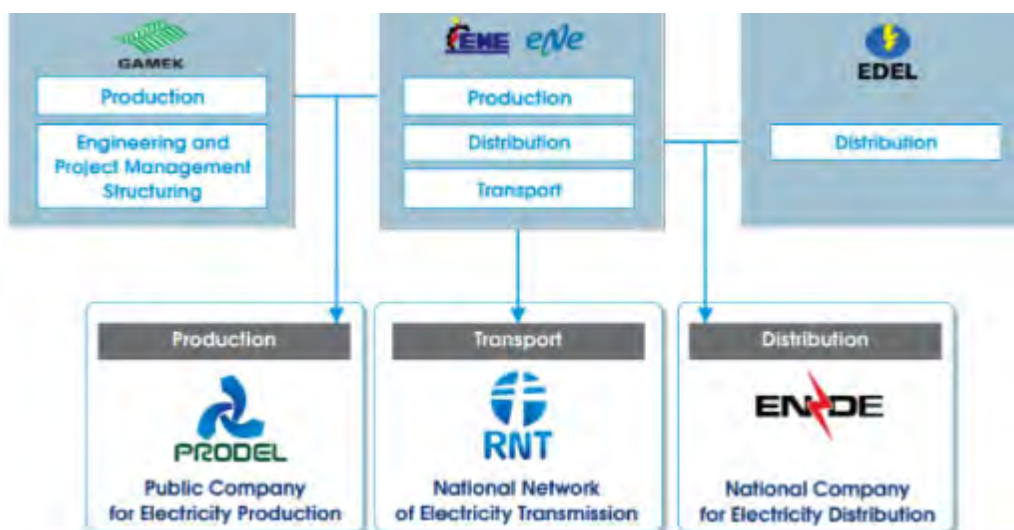 GAMEK
Production
Engineering and
Project Management
Structuring
ENE
Production
Distribution
Transport
EDEL
Distribution
Production
PRODEL
Public Company
for Electricity Production
Transport
RNT
National Network
of Electricity Transmission
Distribution
ENDE
National Company
for Electricity Distribution